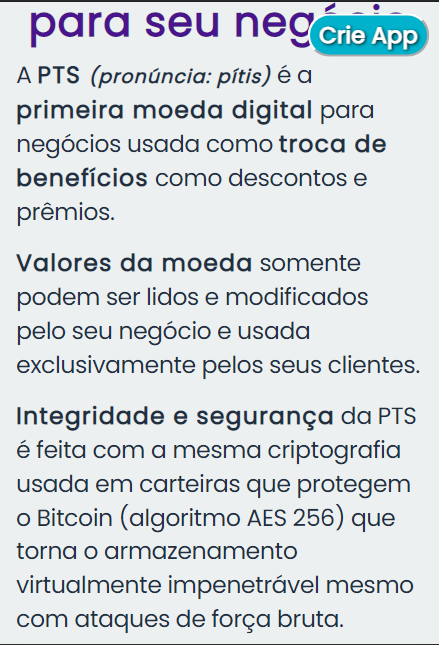 para seu negócio
Crie App
A PTS (pronúncia: pítis) é a
primeira moeda digital para
negócios usada como troca de
benefícios como descontos e
prêmios.
Valores da moeda somente
podem ser lidos e modificados
pelo seu negócio e usada
exclusivamente pelos seus clientes.
Integridade e segurança da PTS
é feita com a mesma criptografia
usada em carteiras que protegem
o Bitcoin (algoritmo AES 256) que
torna o armazenamento
virtualmente impenetrável mesmo
com ataques de força bruta.